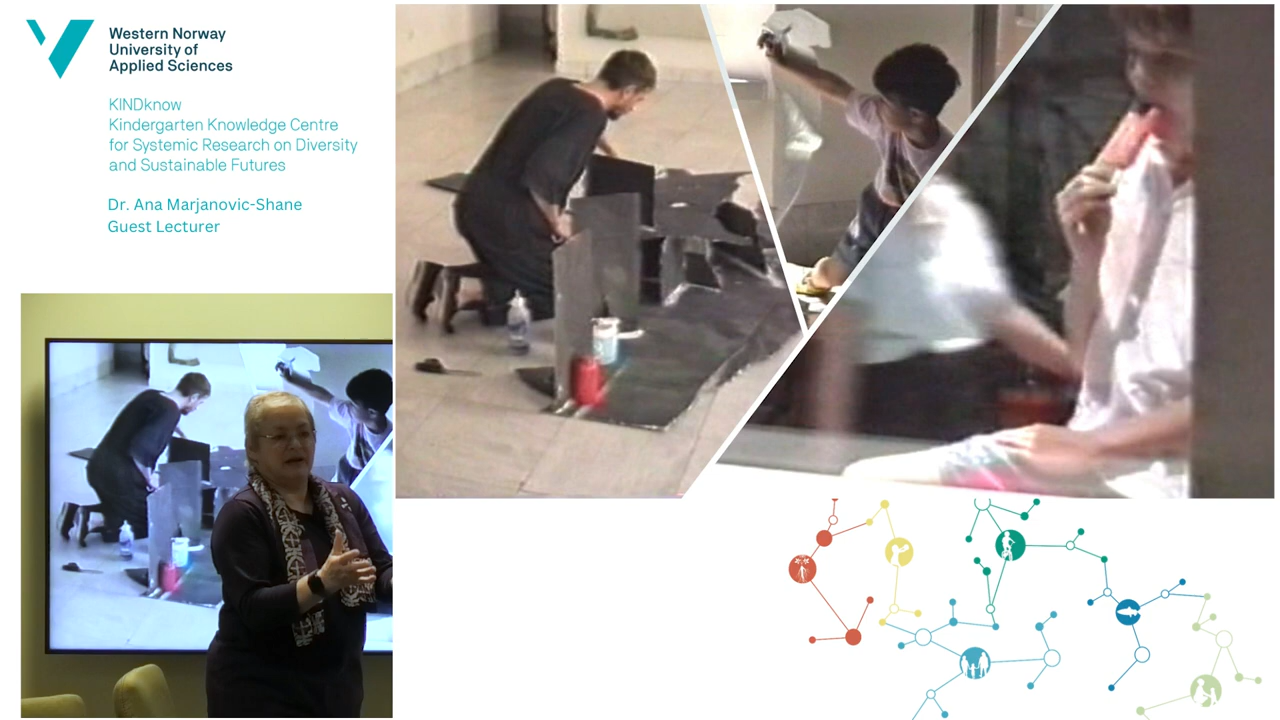 Western Norway
University of
Applied Sciences
KINDknow
Kindergarten Knowledge Centre
for Systemic Research on Diversity
and Sustainable Futures
Dr. Ana Marjanovic-Shane
Guest Lecturer